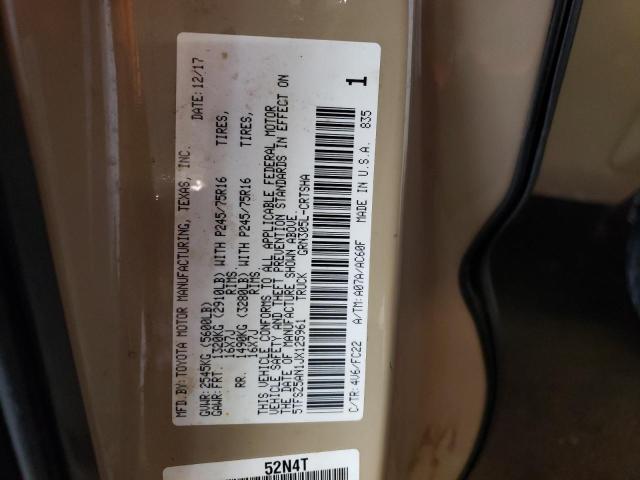 MFD.BY: TOYOTA MOTOR MANUFACTURING, TEXAS, INC. DATE: 12/17
GVWR: 2545KG (5600LB)
GAWR: FRT. 1320KG (2910LB) WITH P245/75R16 TIRES,
16X7J RIMS.
RR. 1490KG (3280LB) WITH P245/75R16 TIRES,
16X7J RIMS.
THIS VEHICLE CONFORMS TO ALL APPLICABLE FEDERAL MOTOR
VEHICLE SAFETY AND THEFT PREVENTION STANDARDS IN EFFECT ON
THE DATE OF MANUFACTURE SHOWN ABOVE.
5TFSZ5AN1JX125961 TRUCK GRN305L-CRTSHA
C/TR: 4V6/FC22 A/TM: A07A/AC60F MADE IN U.S.A. 835
1
52N4T